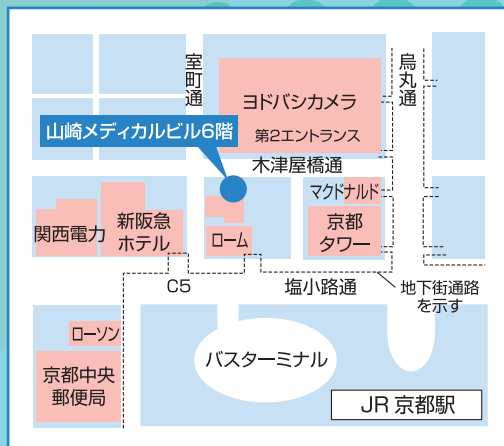 室町通
烏丸通
ヨドバシカメラ
第2エントランス
山崎メディカルビル6階
木津屋橋通
マクドナルド
関西電力
新阪急
ホテル
ローム
京都
タワー
C5
塩小路通
地下街通路
を示す
ローソン
京都中央
郵便局
バスターミナル
JR 京都駅